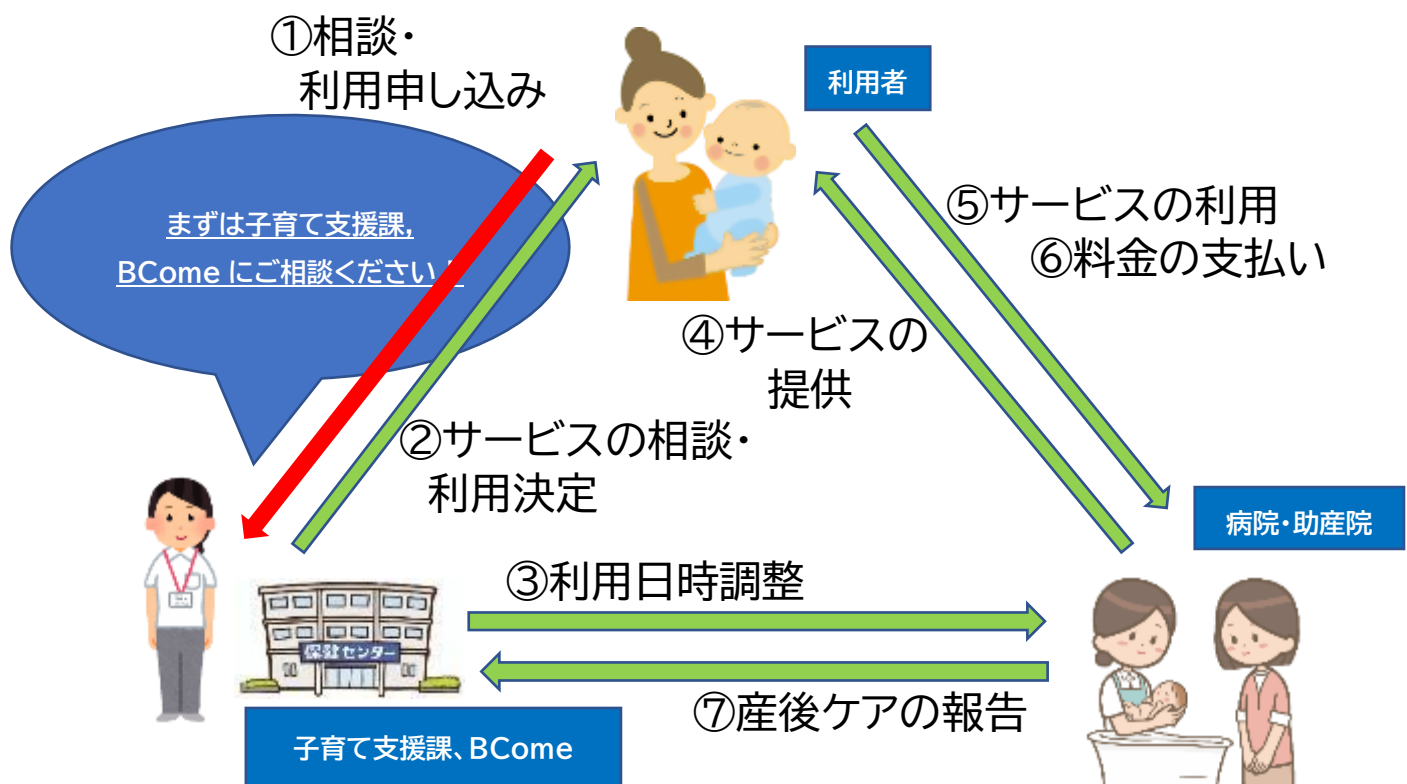 ①相談・
利用申し込み
利用者
まずは子育て支援課,
BCome にご相談ください
⑤サービスの利用
⑥料金の支払い
④サービスの
提供
②サービスの相談・
利用決定
病院・助産院
③利用日時調整
保健センター
⑦産後ケアの報告
子育て支援課、BCome